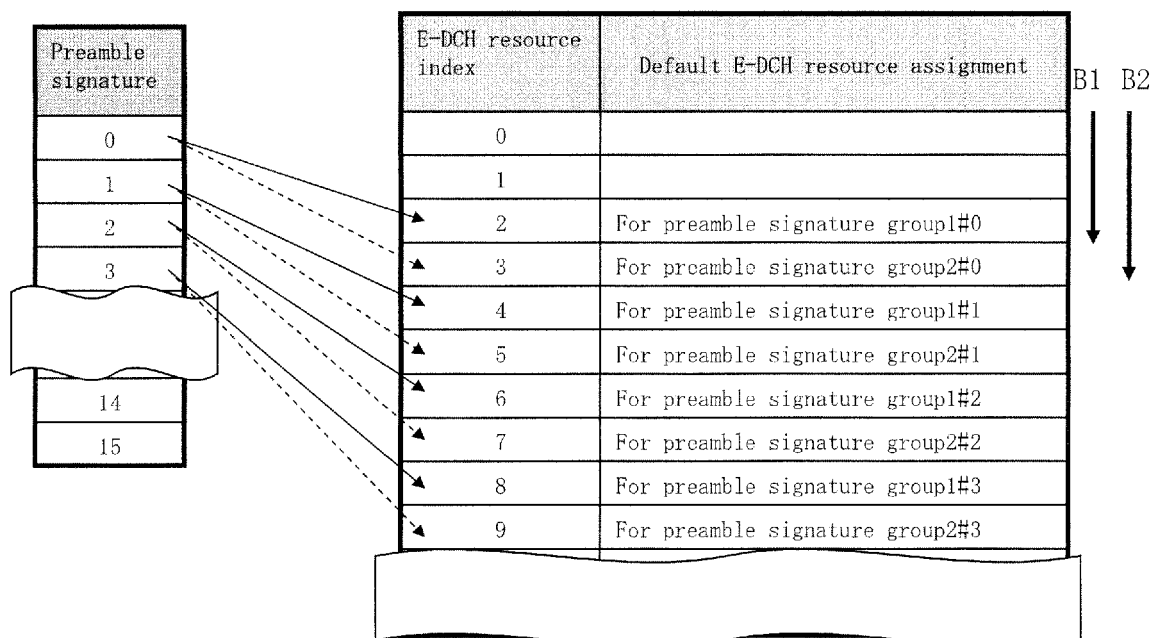 Preamble
signature
0
1
2
3
14
15
E-DCH resource
index
Default E-DCH resource assignment
0
1
2 For preamble signature group1#0
3 For preamble signature group2#0
4 For preamble signature group1#1
5 For preamble signature group2#1
6 For preamble signature group1#2
7 For preamble signature group2#2
8 For preamble signature group1#3
9 For preamble signature group2#3
B1 B2